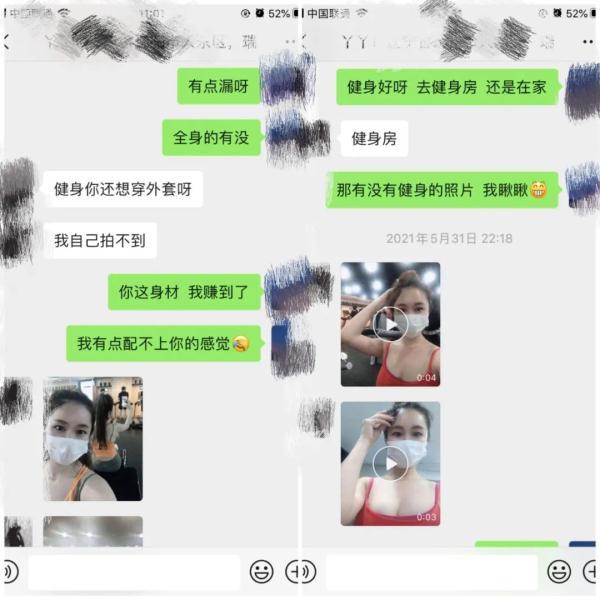 中国联通
52%
瑞
有点漏呀
全身的有没
健身你还想穿外套呀
我自己拍不到
你这身材 我赚到了
我有点配不上你的感觉
中国联通
52%
丫丫
瑞
健身好呀 去健身房 还是在家
健身房
那有没有健身的照片 我瞅瞅
2021年5月31日 22:18
0:04
0:03